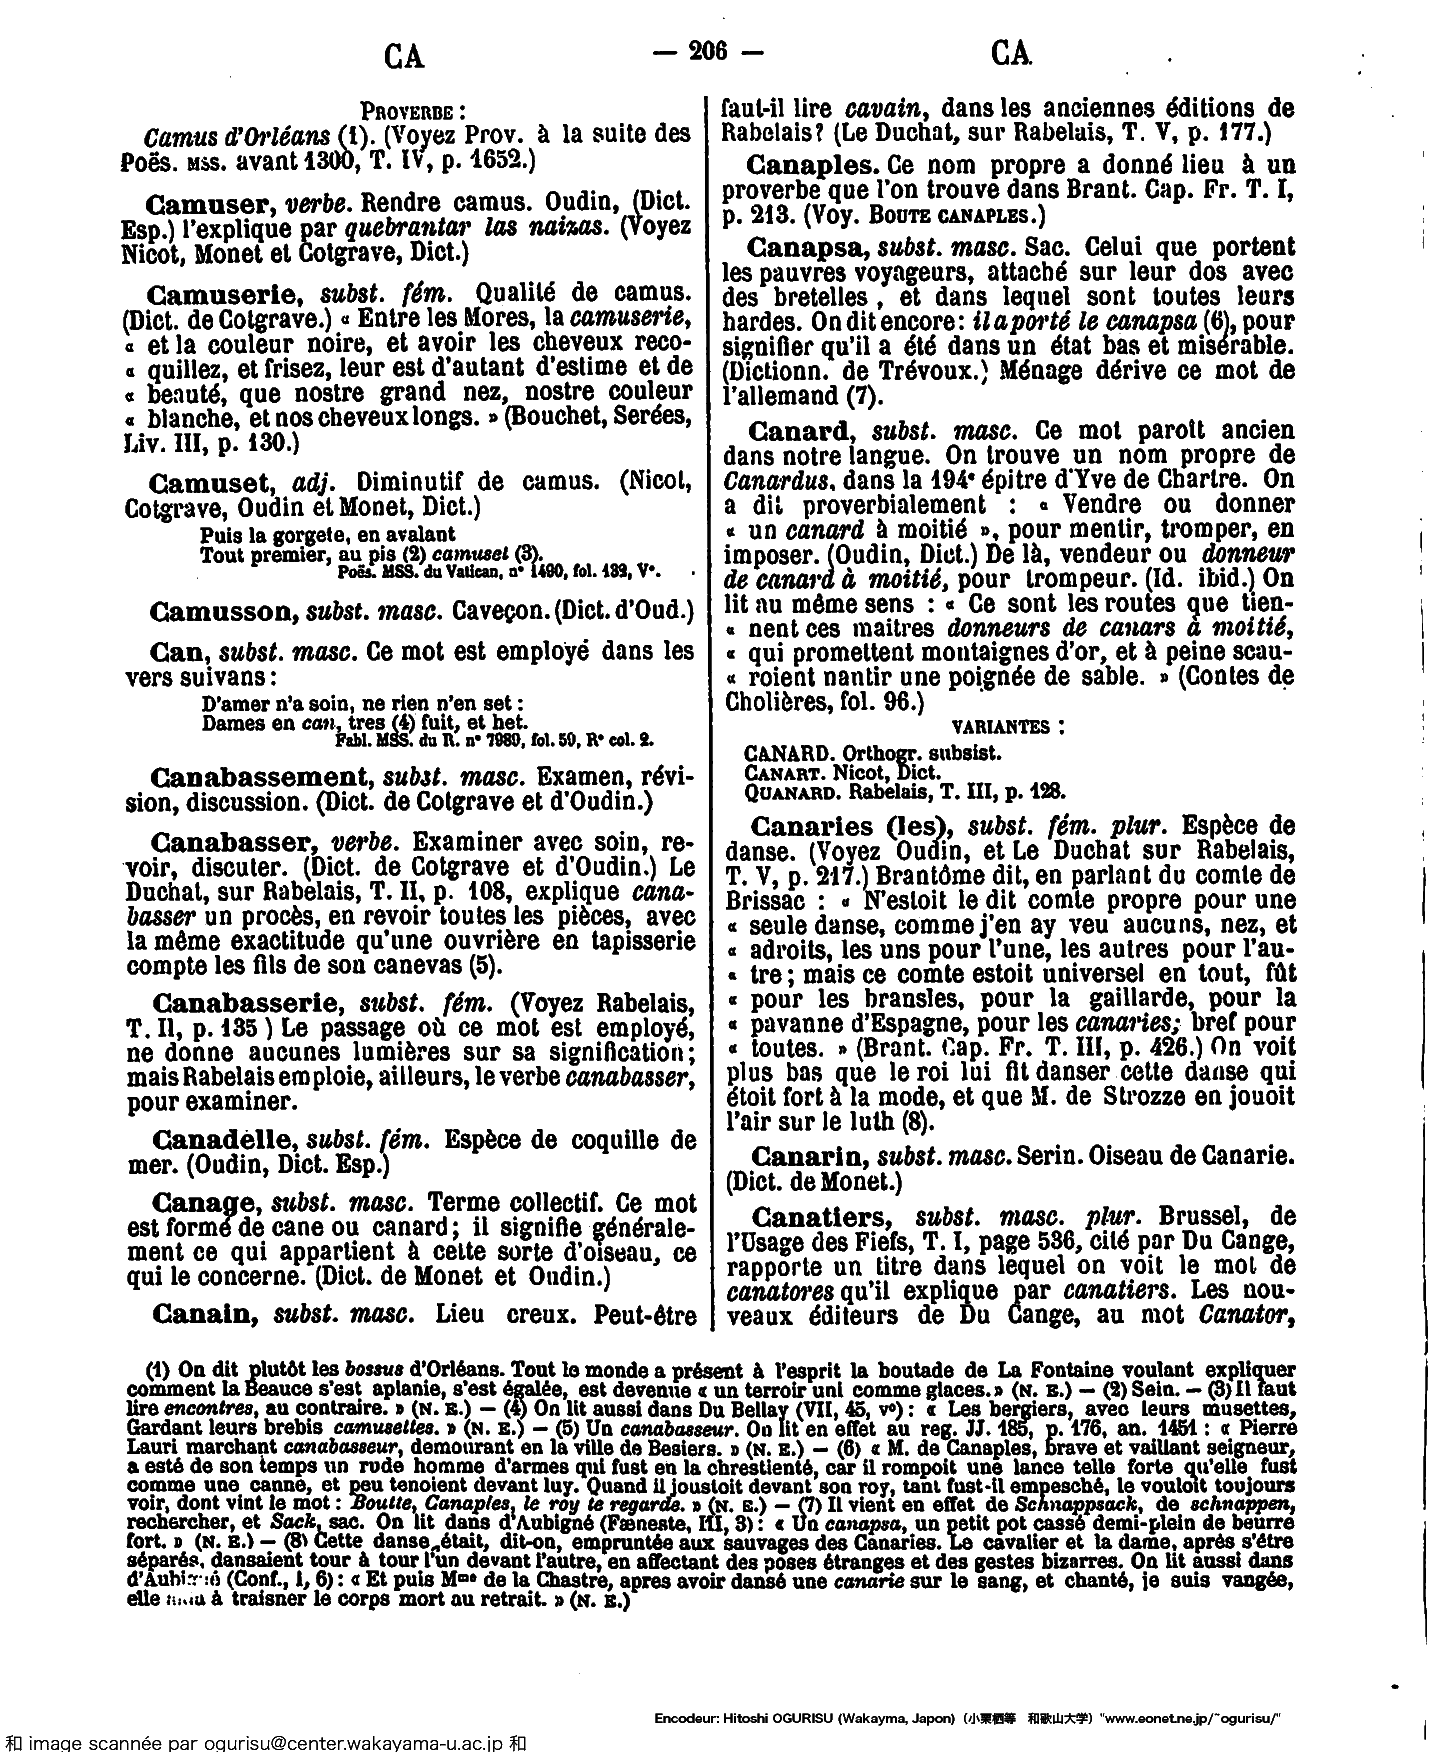 CA — 206 — CA.
PROVERBE :
Camus d'Orléans (1). (Voyez Prov. à la suite des
Poës. MSS. avant 1300, T. IV, p. 1652.)
Camuser, verbe. Rendre camus. Oudin, (Dict.
Esp.) l'explique par quebrantar las naizas. (Voyez
Nicot, Monet et Cotgrave, Dict.)
Camuserie, subst. fém. Qualité de camus.
(Dict. de Cotgrave.) « Entre les Mores, la camuserie,
« et la couleur noire, et avoir les cheveux reco-
« quillez, et frisez, leur est d'autant d'estime et de
« beauté, que nostre grand nez, nostre couleur
« blanche, et nos cheveux longs. » (Bouchet, Serées,
Liv. III, p. 130.)
Camuset, adj. Diminutif de camus. (Nicot,
Cotgrave, Oudin et Monet, Dict.)
Puis la gorgete, en avalant
Tout premier, au pis (2) camuset (3).
Poës. MSS. du Vatican, n° 1490, fol. 132, V°.
Camusson, subst. masc. Caveçon. (Dict. d'Oud.)
Can, subst. masc. Ce mot est employé dans les
vers suivans :
D'amer n'a soin, ne rien n'en set :
Dames en can, tres (4) fuit, et het.
Fabl. MSS. du R. n° 7989, fol. 59, R° col. 2.
Canabassement, subst. masc. Examen, révi-
sion, discussion. (Dict. de Cotgrave et d'Oudin.)
Canabasser, verbe. Examiner avec soin, re-
voir, discuter. (Dict. de Cotgrave et d'Oudin.) Le
Duchat, sur Rabelais, T. II, p. 108, explique cana-
basser un procès, en revoir toutes les pièces, avec
la même exactitude qu'une ouvrière en tapisserie
compte les fils de son canevas (5).
Canabasserie, subst. fém. (Voyez Rabelais,
T. II, p. 135 ) Le passage où ce mot est employé,
ne donne aucunes lumières sur sa signification ;
mais Rabelais emploie, ailleurs, le verbe canabasser,
pour examiner.
Canadelle, subst. fém. Espèce de coquille de
mer. (Oudin, Dict. Esp.)
Canage, subst. masc. Terme collectif. Ce mot
est formé de cane ou canard ; il signifie générale-
ment ce qui appartient à cette sorte d'oiseau, ce
qui le concerne. (Dict. de Monet et Oudin.)
Canain, subst. masc. Lieu creux. Peut-être
faut-il lire cavain, dans les anciennes éditions de
Rabelais? (Le Duchat, sur Rabelais, T. V, p. 177.)
Canaples. Ce nom propre a donné lieu à un
proverbe que l'on trouve dans Brant. Cap. Fr. T. I,
p. 213. (Voy. BOUTE CANAPLES.)
Canapsa, subst. masc. Sac. Celui que portent
les pauvres voyageurs, attaché sur leur dos avec
des bretelles , et dans lequel sont toutes leurs
hardes. On dit encore : il a porté le canapsa (6), pour
signifier qu'il a été dans un état bas et misérable.
(Dictionn. de Trévoux.) Ménage dérive ce mot de
l'allemand (7).
Canard, subst. masc. Ce mot paroît ancien
dans notre langue. On trouve un nom propre de
Canardus, dans la 194e épitre d'Yve de Chartre. On
a dit proverbialement : « Vendre ou donner
« un canard à moitié », pour mentir, tromper, en
imposer. (Oudin, Dict.) De là, vendeur ou donneur
de canard à moitié, pour trompeur. (Id. ibid.) On
lit au même sens : « Ce sont les routes que tien-
« nent ces maitres donneurs de canars à moitié,
« qui promettent montaignes d'or, et à peine scau-
« roient nantir une poignée de sable. » (Contes de
Cholières, fol. 96.)
VARIANTES :
CANARD. Orthogr. subsist.
CANART. Nicot, Dict.
QUANARD. Rabelais, T. III, p. 128.
Canaries (les), subst. fém. plur. Espèce de
danse. (Voyez Oudin, et Le Duchat sur Rabelais,
T. V, p. 217.) Brantôme dit, en parlant du comte de
Brissac : « N'estoit le dit comte propre pour une
« seule danse, comme j'en ay veu aucuns, nez, et
« adroits, les uns pour l'une, les autres pour l'au-
« tre ; mais ce comte estoit universel en tout, fût
« pour les bransles, pour la gaillarde, pour la
« pavanne d'Espagne, pour les canaries; bref pour
« toutes. » (Brant. Cap. Fr. T. III, p. 426.) On voit
plus bas que le roi lui fit danser cette danse qui
étoit fort à la mode, et que M. de Strozze en jouoit
l'air sur le luth (8).
Canarin, subst. masc. Serin. Oiseau de Canarie.
(Dict. de Monet.)
Canatiers, subst. masc. plur. Brussel, de
l'Usage des Fiefs, T. I, page 536, cité par Du Cange,
rapporte un titre dans lequel on voit le mot de
canatores qu'il explique par canatiers. Les nou-
veaux éditeurs de Du Cange, au mot Canator,
(1) On dit plutôt les bossus d'Orléans. Tout le monde a présent à l'esprit la boutade de La Fontaine voulant expliquer
comment la Beauce s'est aplanie, s'est égalée, est devenue « un terroir uni comme glaces. » (N. E.) — (2) Sein. — (3) Il faut
lire encontres, au contraire. » (N. E.) — (4) On lit aussi dans Du Bellay (VII, 45, v°) : « Les bergiers, avec leurs musettes,
Gardant leurs brebis camusettes. » (N. E.) — (5) Un canabasseur. On lit en effet au reg. JJ. 185, p. 176, an. 1451 : « Pierre
Lauri marchant canabasseur, demourant en la ville de Besiers. » (N. E.) — (6) « M. de Canaples, brave et vaillant seigneur,
a esté de son temps un rude homme d'armes qui fust en la chrestienté, car il rompoit une lance telle forte qu'elle fust
comme une canne, et peu tenoient devant luy. Quand il joustoit devant son roy, tant fust-il empesché, le vouloit toujours
voir, dont vint le mot : Boutte, Canaples, le roy te regarde. » (N. E.) — (7) Il vient en effet de Schnappsack, de schnappen,
rechercher, et Sack, sac. On lit dans d'Aubigné (Fæneste, III, 3) : « Un canapsa, un petit pot cassé demi-plein de beurre
fort. » (N. E.) — (8) Cette danse était, dit-on, empruntée aux sauvages des Canaries. Le cavalier et la dame, après s'être
séparés, dansaient tour à tour l'un devant l'autre, en affectant des poses étranges et des gestes bizarres. On lit aussi dans
(Conf., I, 6) : « Et puis Mme de la Chastre, apres avoir dansé une canarie sur le sang, et chanté, je suis vangée,
elle à traisner le corps mort au retrait. » (N. E.)
Encodeur: Hitoshi OGURISU (Wakayma, Japon) (小栗栖等 和歌山大学) "www.eonet.ne.jp/~ogurisu/"
和 image scannée par ogurisu@center.wakayama-u.ac.jp 和